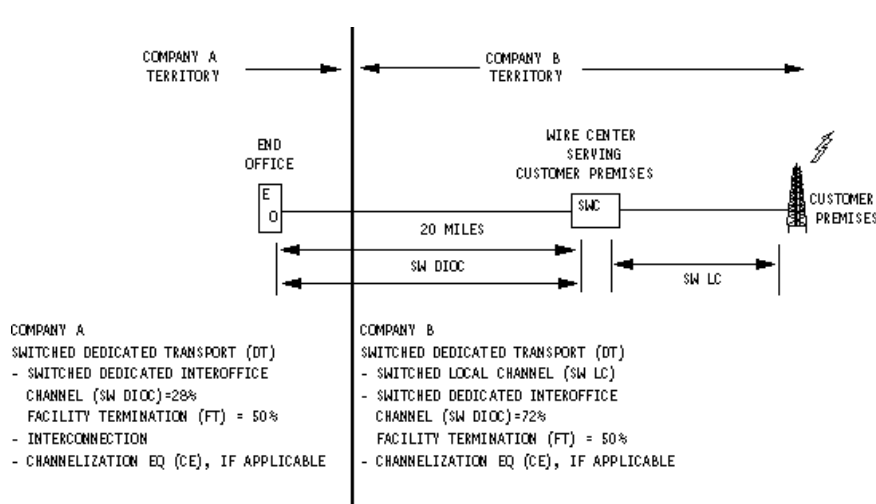 COMPANY A
TERRITORY
COMPANY B
TERRITORY
END
OFFICE
WIRE CENTER
SERVING
CUSTOMER PREMISES
E
O
SWC
CUSTOMER
PREMISES
20 MILES
SW DIOC
SW LC
COMPANY A
SWITCHED DEDICATED TRANSPORT (DT)
- SWITCHED DEDICATED INTEROFFICE
CHANNEL (SW DIOC)=28%
FACILITY TERMINATION (FT) = 50%
- INTERCONNECTION
- CHANNELIZATION EQ (CE), IF APPLICABLE
COMPANY B
SWITCHED DEDICATED TRANSPORT (DT)
- SWITCHED LOCAL CHANNEL (SW LC)
- SWITCHED DEDICATED INTEROFFICE
CHANNEL (SW DIOC)=72%
FACILITY TERMINATION (FT) = 50%
- CHANNELIZATION EQ (CE), IF APPLICABLE